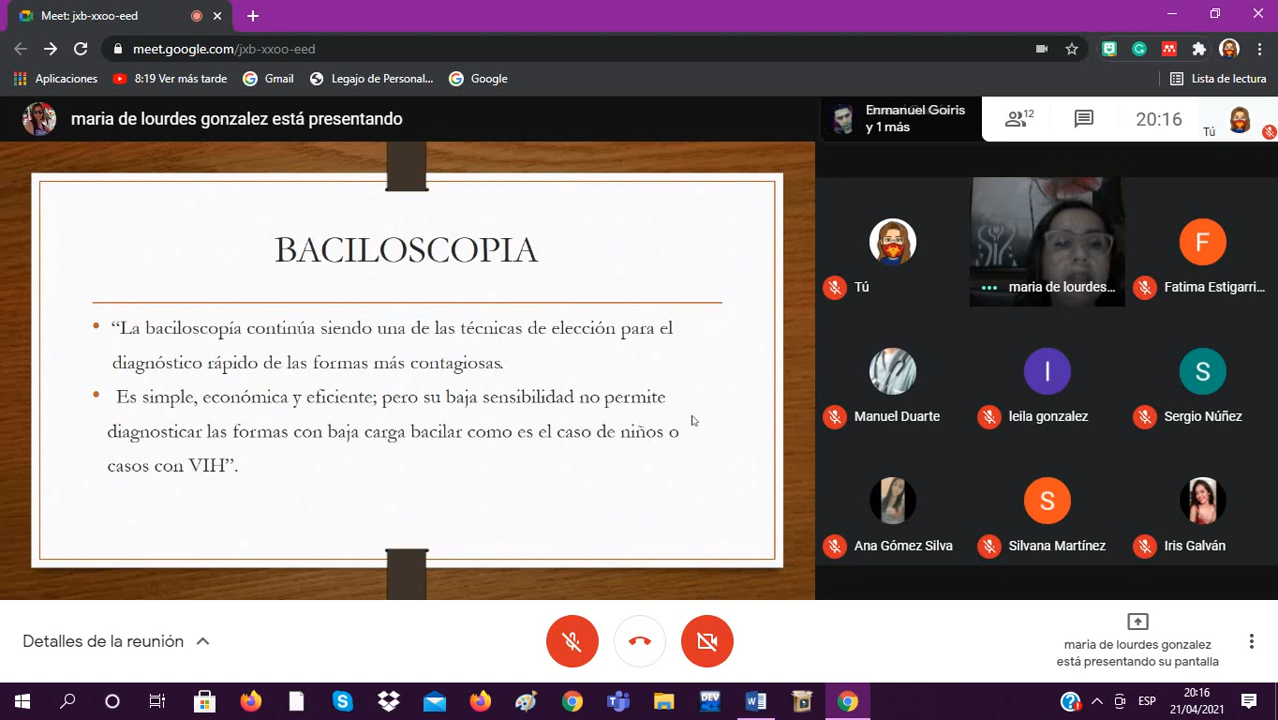 Meet: jxb-xxoo-eed
meet.google.com/jxb-xxoo-eed
Aplicaciones
8:19 Ver más tarde
Gmail
Legajo de Personal...
Google
Lista de lectura
maria de lourdes gonzalez está presentando
Enmanuel Goiris
y 1 más
12
20:16
Tú
BACILOSCOPIA
• “La baciloscopía continúa siendo una de las técnicas de elección para el
diagnóstico rápido de las formas más contagiosas.
• Es simple, económica y eficiente; pero su baja sensibilidad no permite
diagnosticar las formas con baja carga bacilar como es el caso de niños o
casos con VIH”.
Tú
maria de lourdes...
F
Fatima Estigarri...
Manuel Duarte
I
leila gonzalez
S
Sergio Núñez
Ana Gómez Silva
S
Silvana Martínez
Iris Galván
Detalles de la reunión
maria de lourdes gonzalez
está presentando su pantalla
DEV
ESP
20:16
21/04/2021